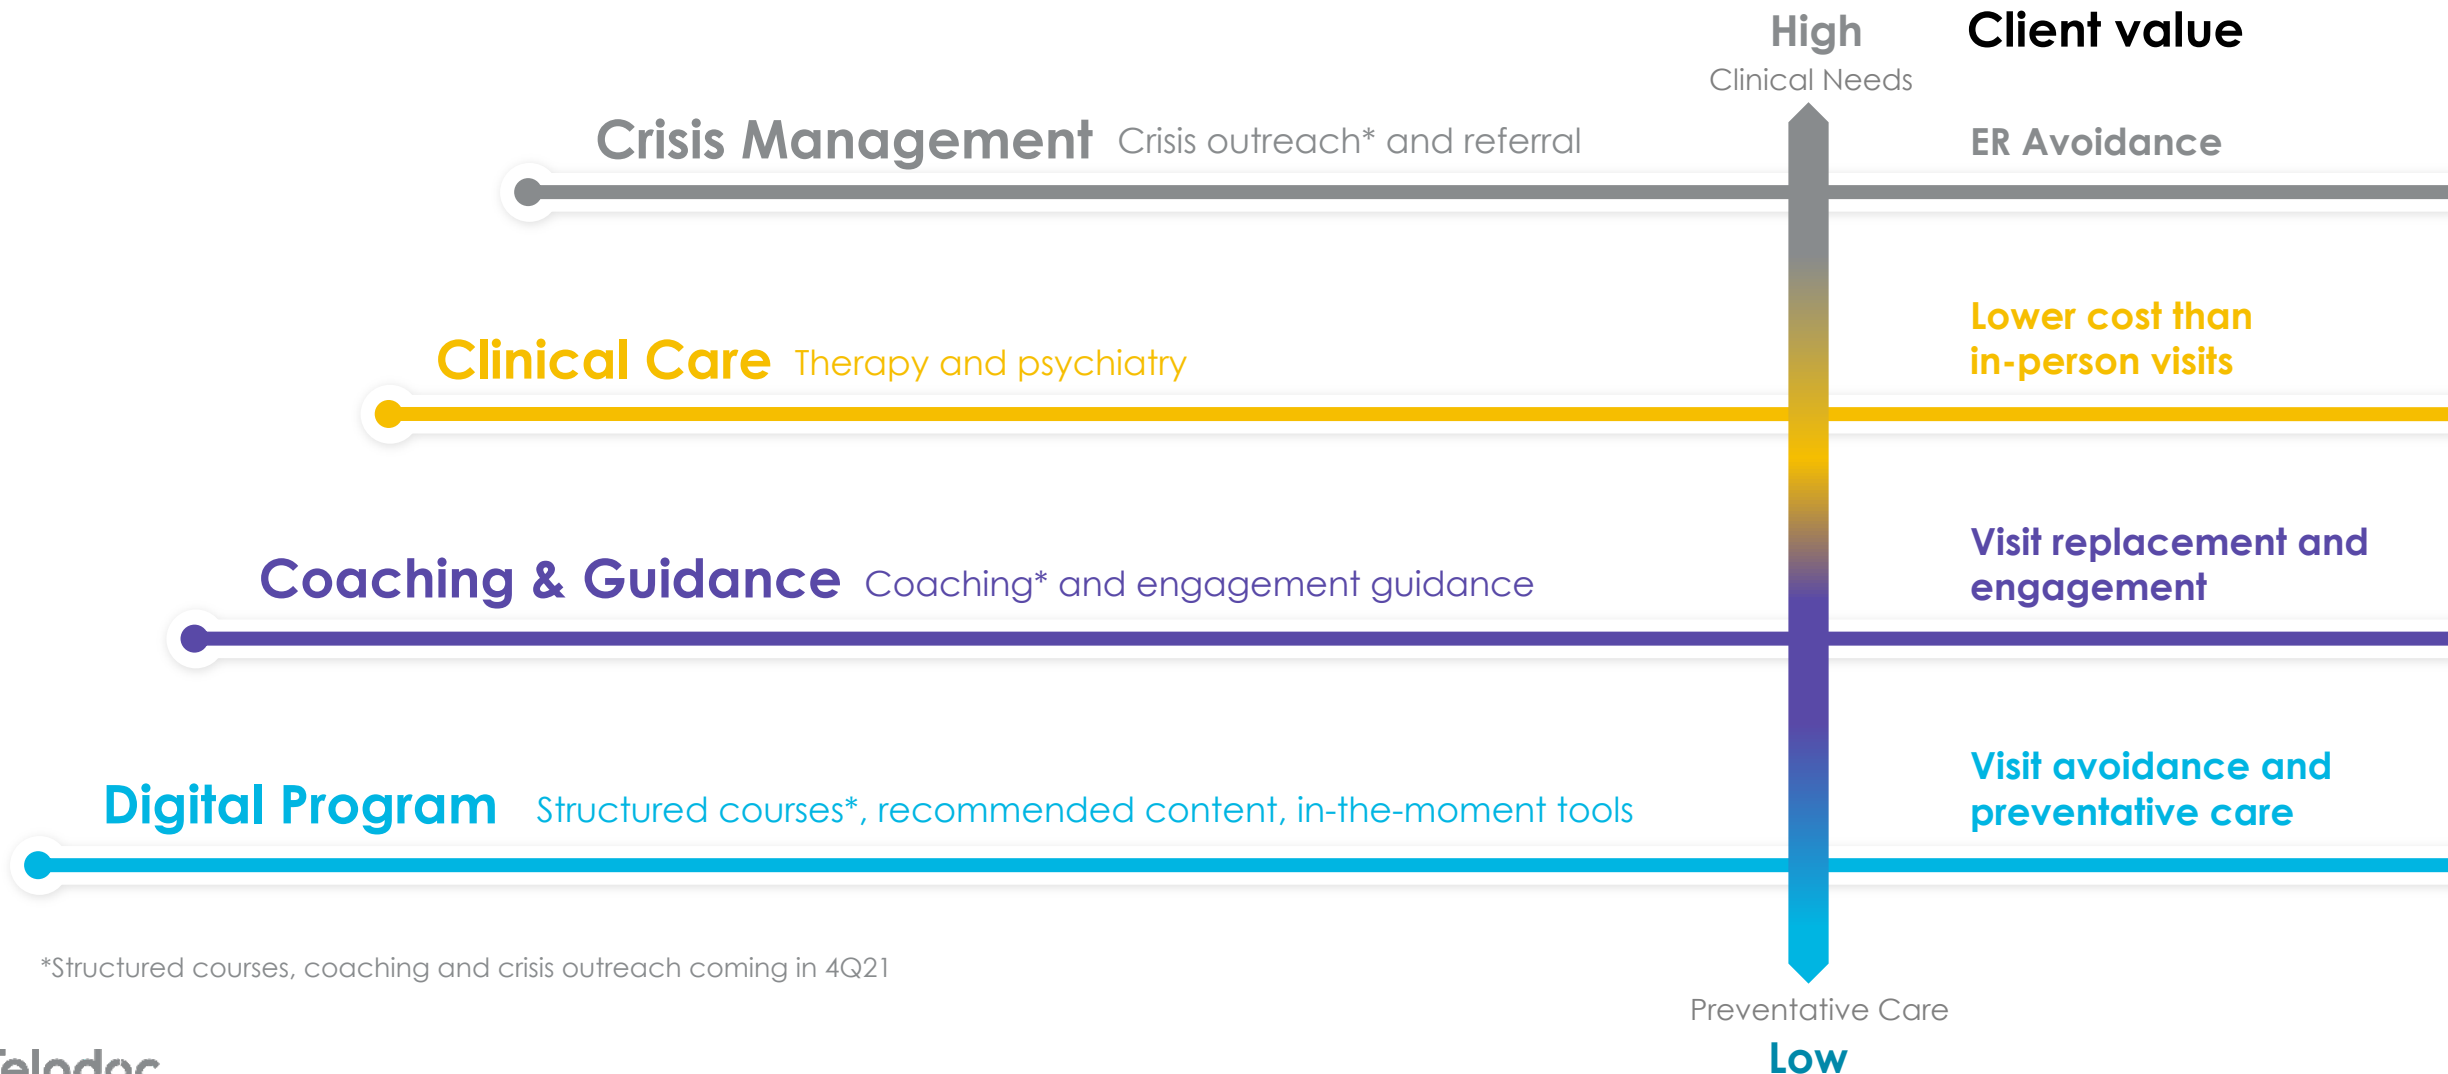 High
Client value
Clinical Needs
Crisis Management Crisis outreach* and referral
ER Avoidance
Lower cost than
in-person visits
Clinical Care Therapy and psychiatry
Visit replacement and
engagement
Coaching & Guidance Coaching* and engagement guidance
Visit avoidance and
preventative care
Digital Program Structured courses*, recommended content, in-the-moment tools
*Structured courses, coaching and crisis outreach coming in 4Q21
Preventative Care
Low